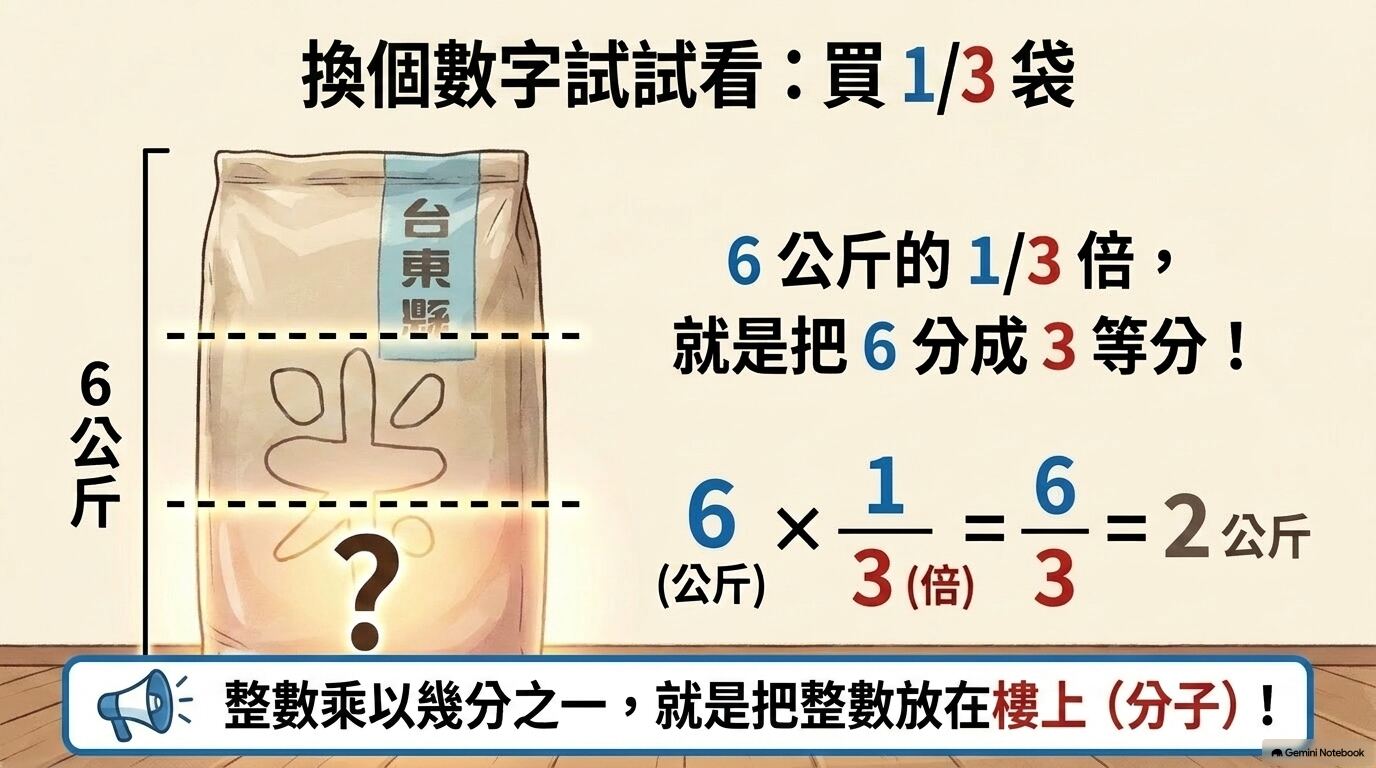 換個數字試試看：買 1/3 袋
台東縣
6公斤
米
?
6 公斤的 1/3 倍，
就是把 6 分成 3 等分！
6 (公斤) × 1/3 (倍) = 6/3 = 2 公斤
整數乘以幾分之一，就是把整數放在樓上（分子）！
Gemini Notebook